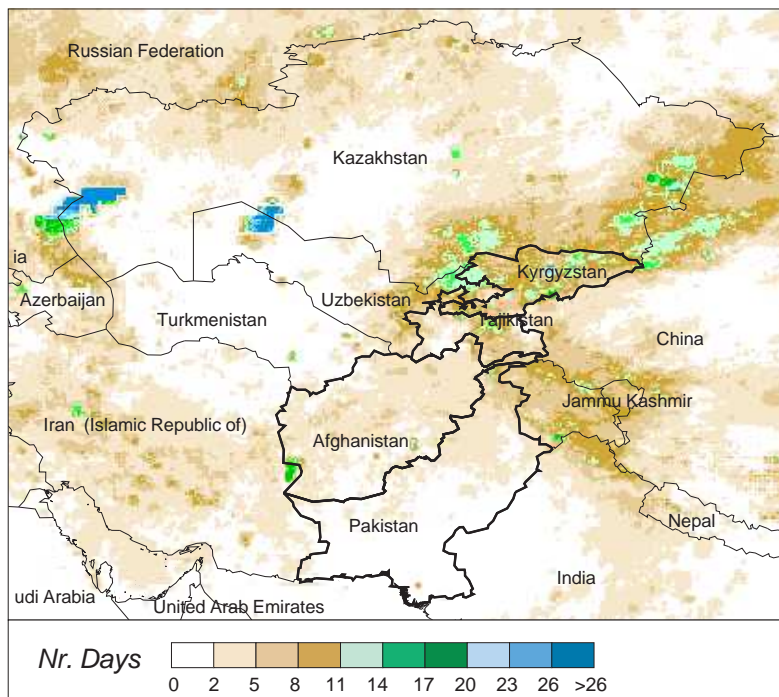 Russian Federation
Kazakhstan
ia
Kyrgyzstan
Azerbaijan
Uzbekistan
Turkmenistan
Tajikistan
China
Jammu Kashmir
Iran (Islamic Republic of)
Afghanistan
Nepal
Pakistan
India
udi Arabia
United Arab Emirates
Nr. Days
0 2 5 8 11 14 17 20 23 26 >26